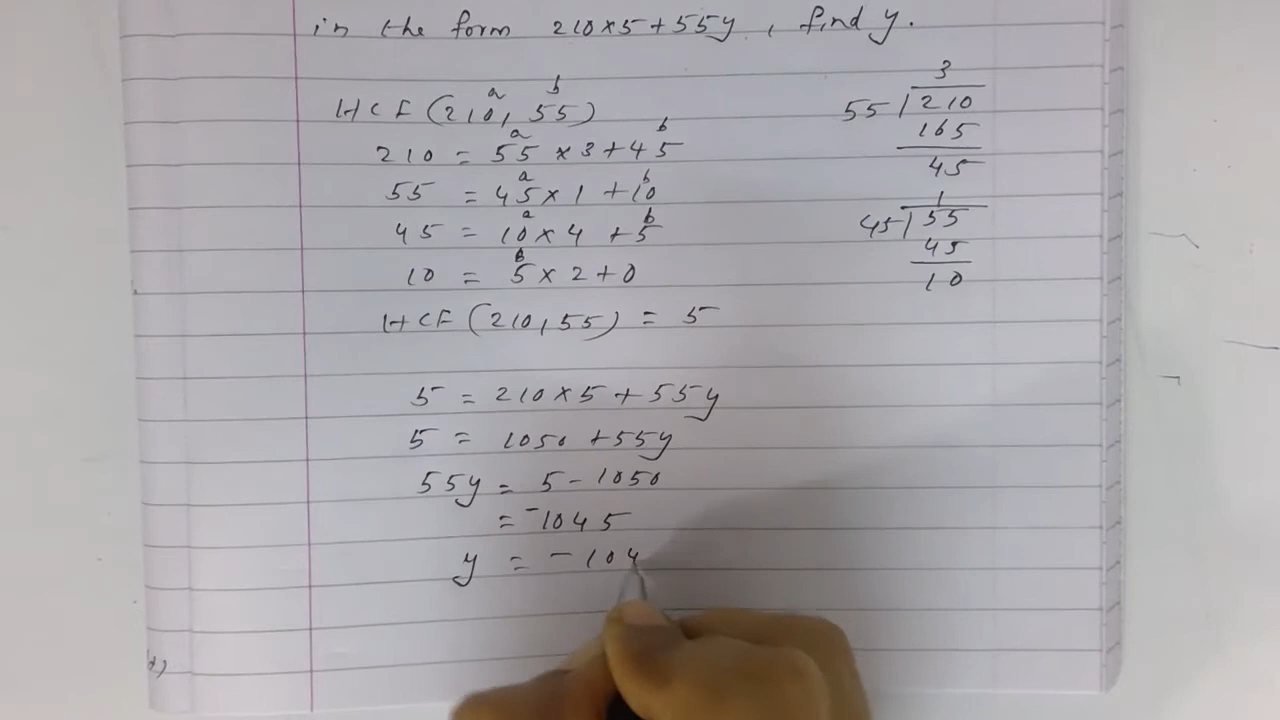 in the form 210×5+55y, find y.
a b
HCF(210, 55)
a b
210 = 55 × 3 + 45
a b
55 = 45 × 1 + 10
a b
45 = 10 × 4 + 5
b
10 = 5 × 2 + 0
HCF(210,55) = 5
5 = 210×5+55y
5 = 1050 +55y
55y = 5 - 1050
= -1045
y = - 104
3
55 210
165
45
1
45 55
45
10